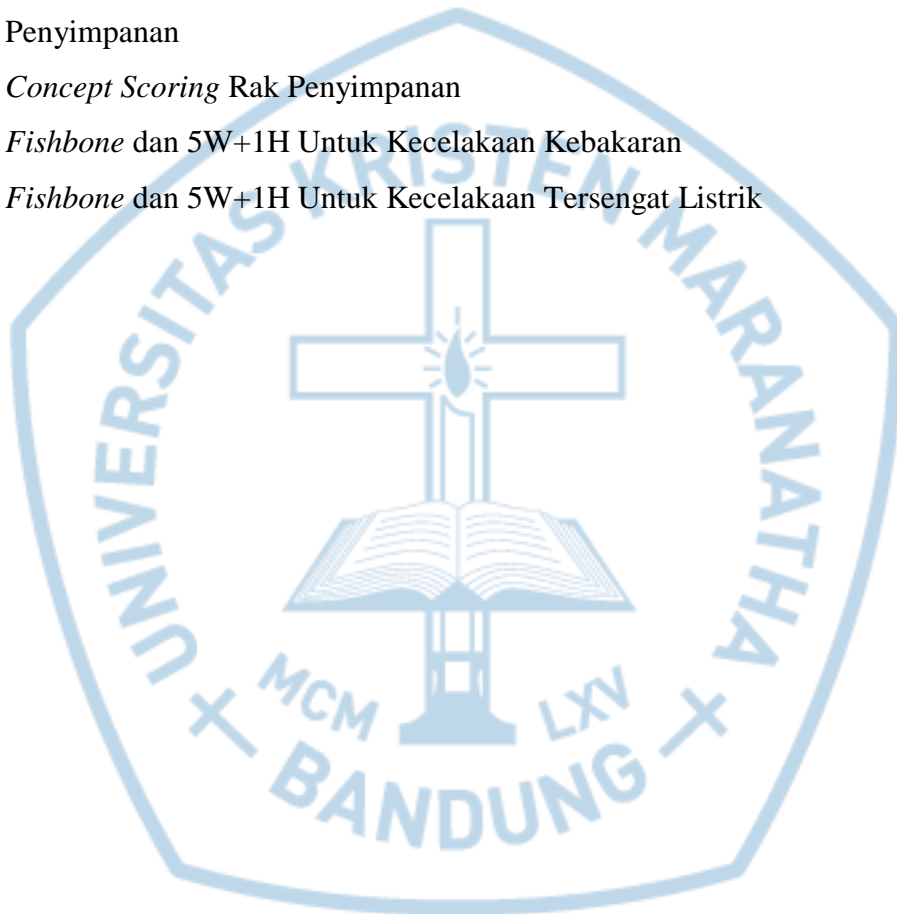 Penyimpanan
Concept Scoring Rak Penyimpanan
Fishbone dan 5W+1H Untuk Kecelakaan Kebakaran
Fishbone dan 5W+1H Untuk Kecelakaan Tersengat Listrik
UNIVERSITAS KRISTEN MARANATHA
MCM LXV
BANDUNG